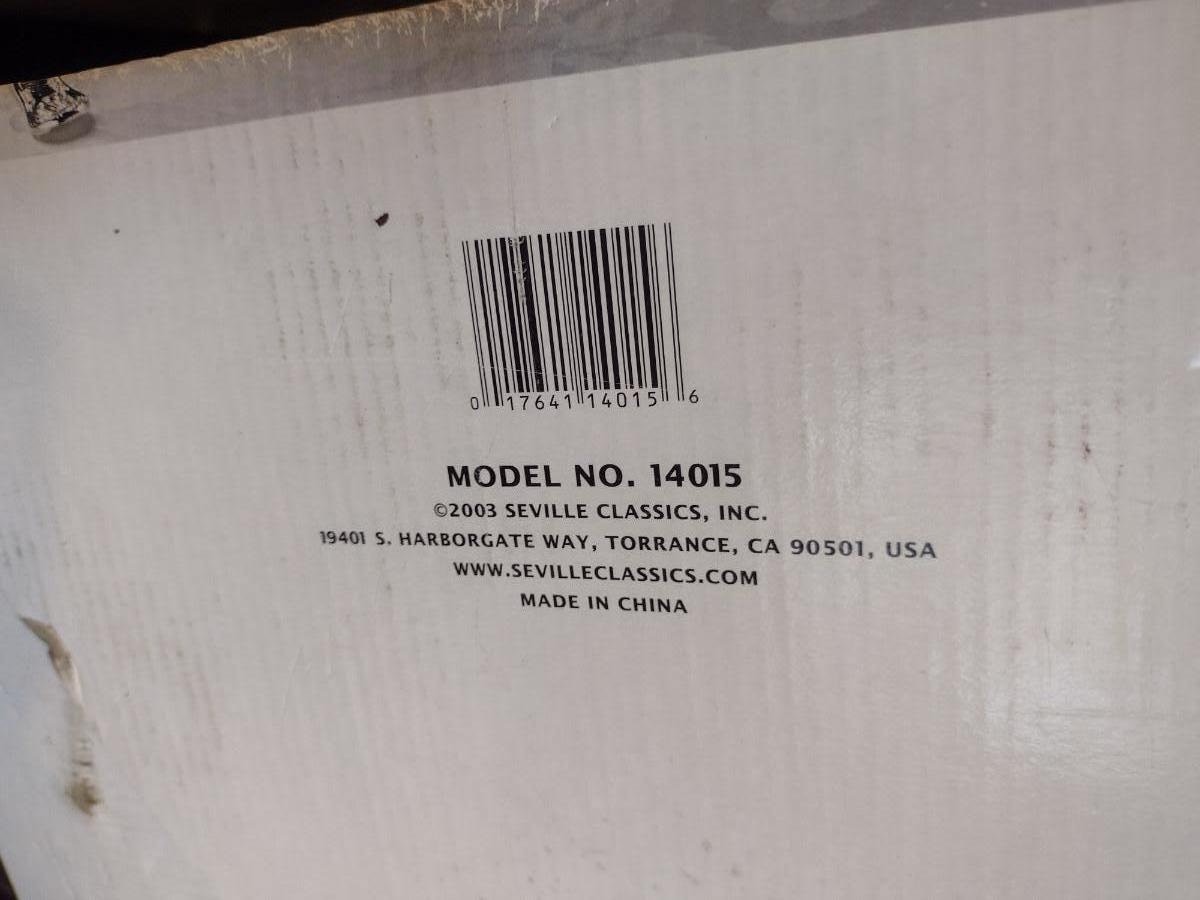 0 17641 14015 6
MODEL NO. 14015
©2003 SEVILLE CLASSICS, INC.
19401 S. HARBORGATE WAY, TORRANCE, CA 90501, USA
WWW.SEVILLECLASSICS.COM
MADE IN CHINA